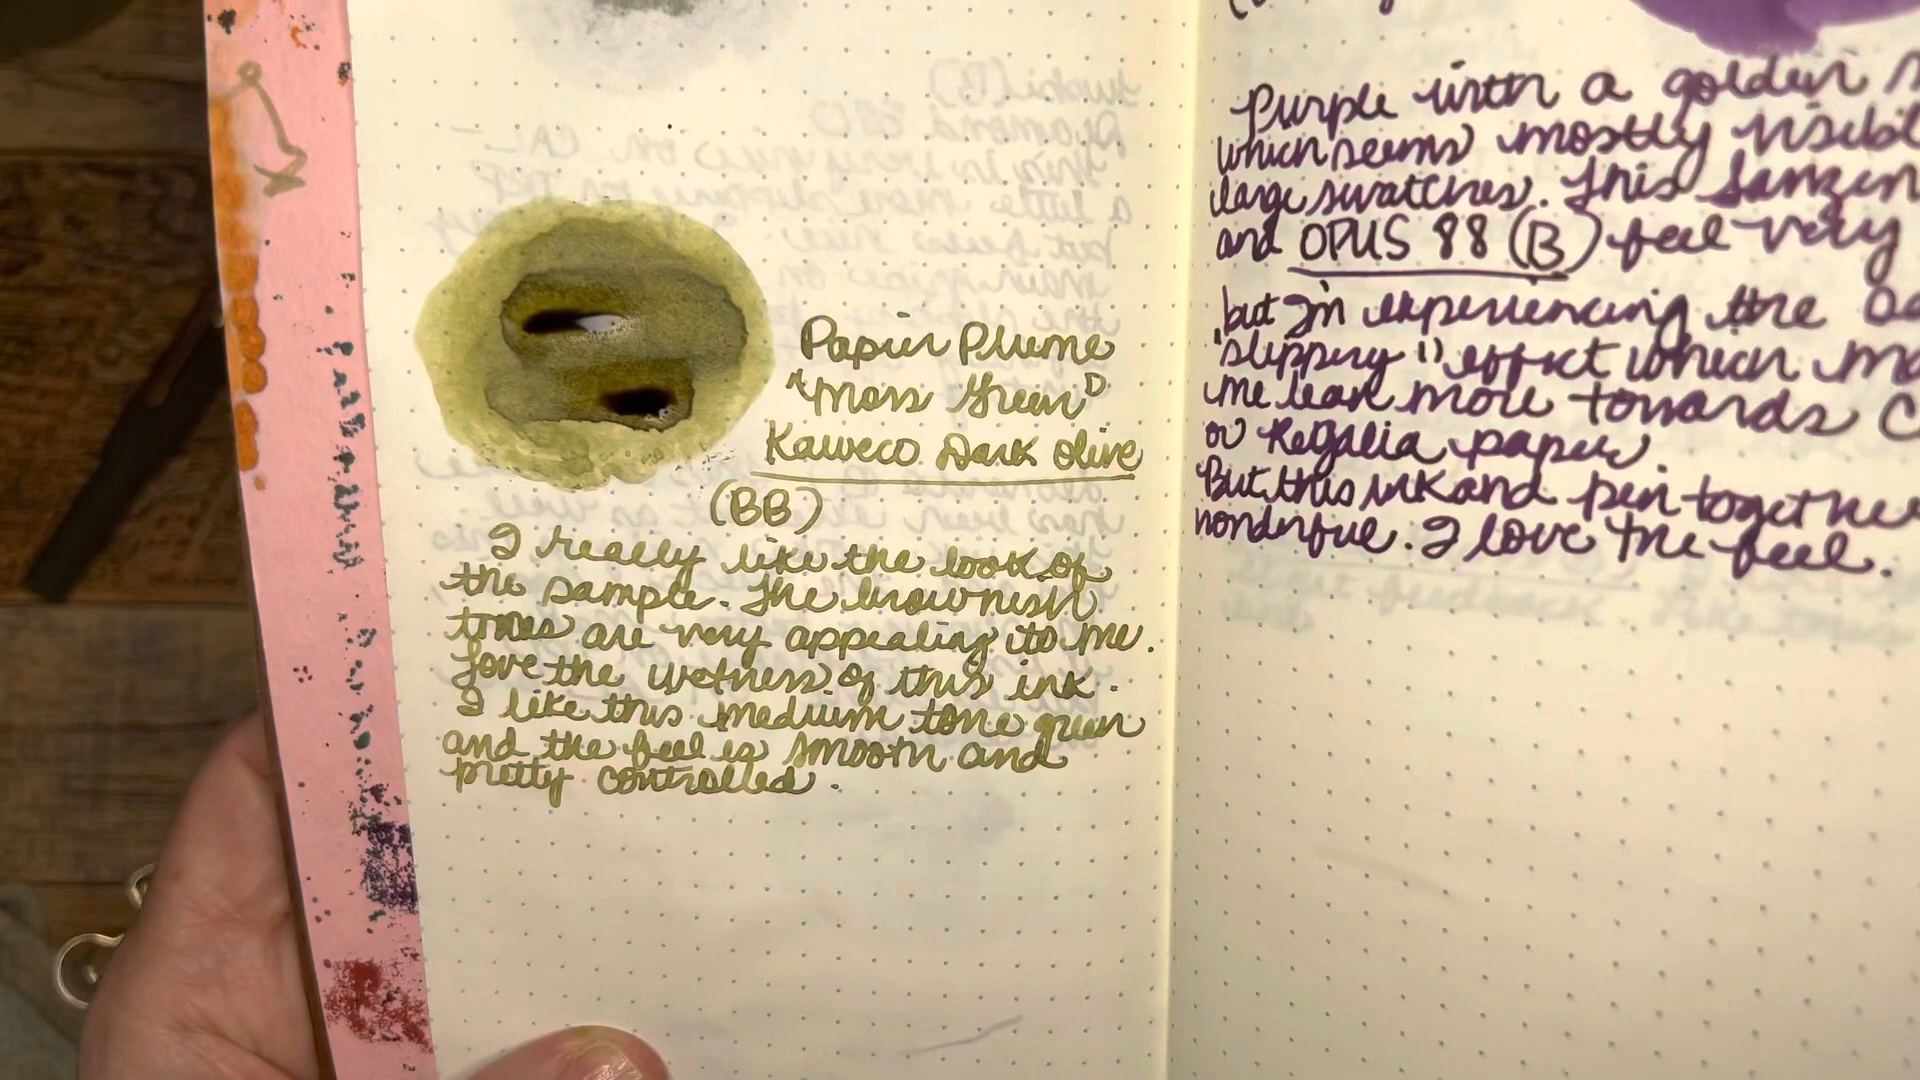 Papier Plume
"Moss Green"
Kaweco Dark Olive
(BB)
I really like the look of
the sample. The brownish
tones are very appealing to me.
Love the wetness of this ink.
I like this medium tone green
and the feel is smooth and
pretty controlled.
Purple with a golden
which seems mostly
large swatches. This
and OPUS 88 (B) feel very
but I'm experiencing the
"slippery" effect which
me lean more towards
or Regalia paper.
But this ink and pen together
wonderful. I love the feel.